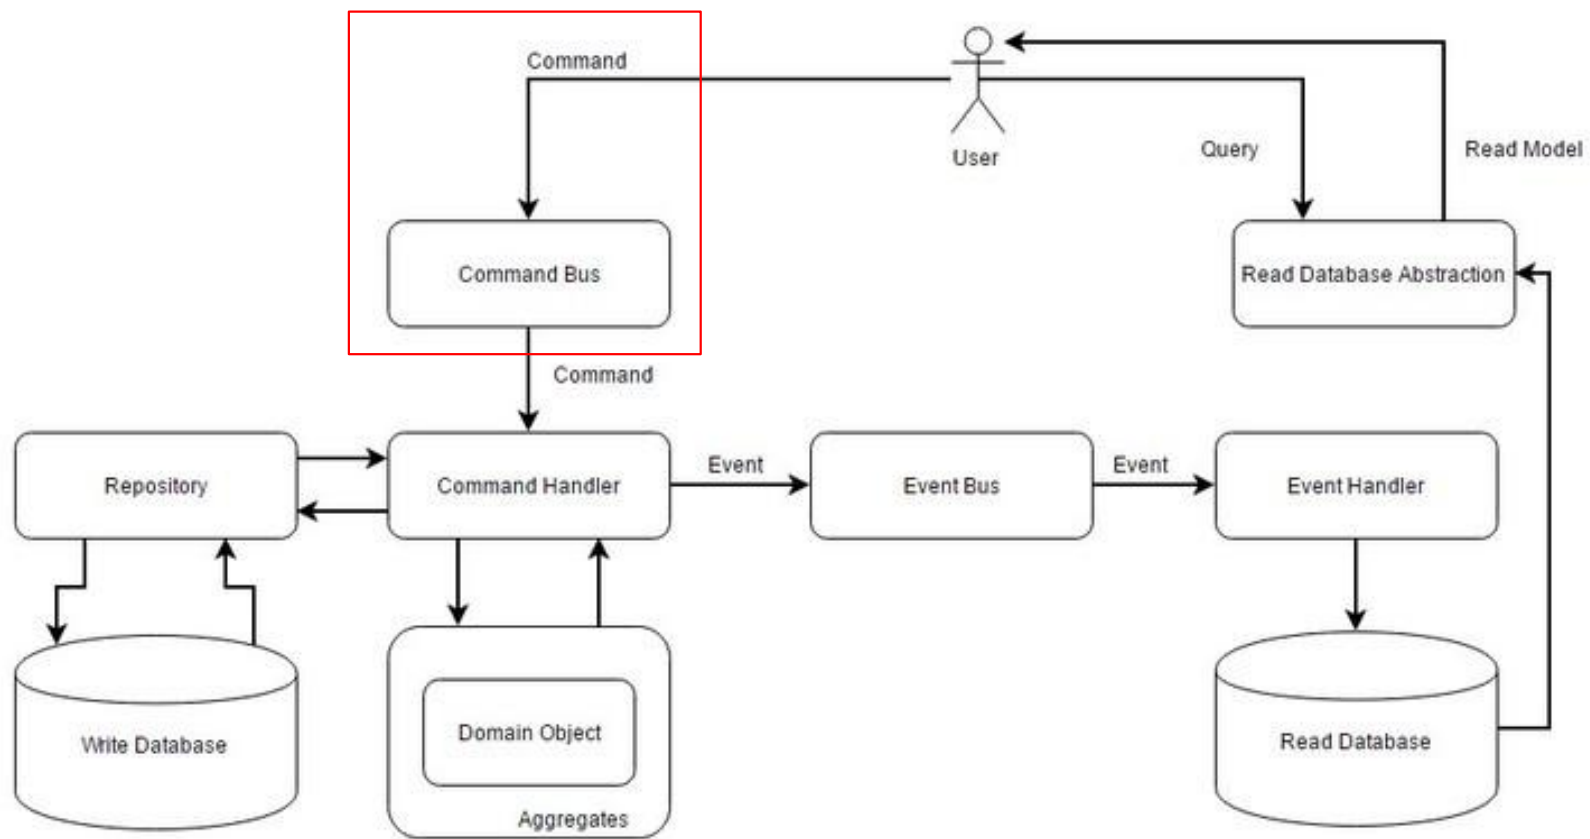 Command
User
Query
Read Model
Command Bus
Read Database Abstraction
Command
Repository
Command Handler
Event
Event Bus
Event
Event Handler
Write Database
Domain Object
Aggregates
Read Database